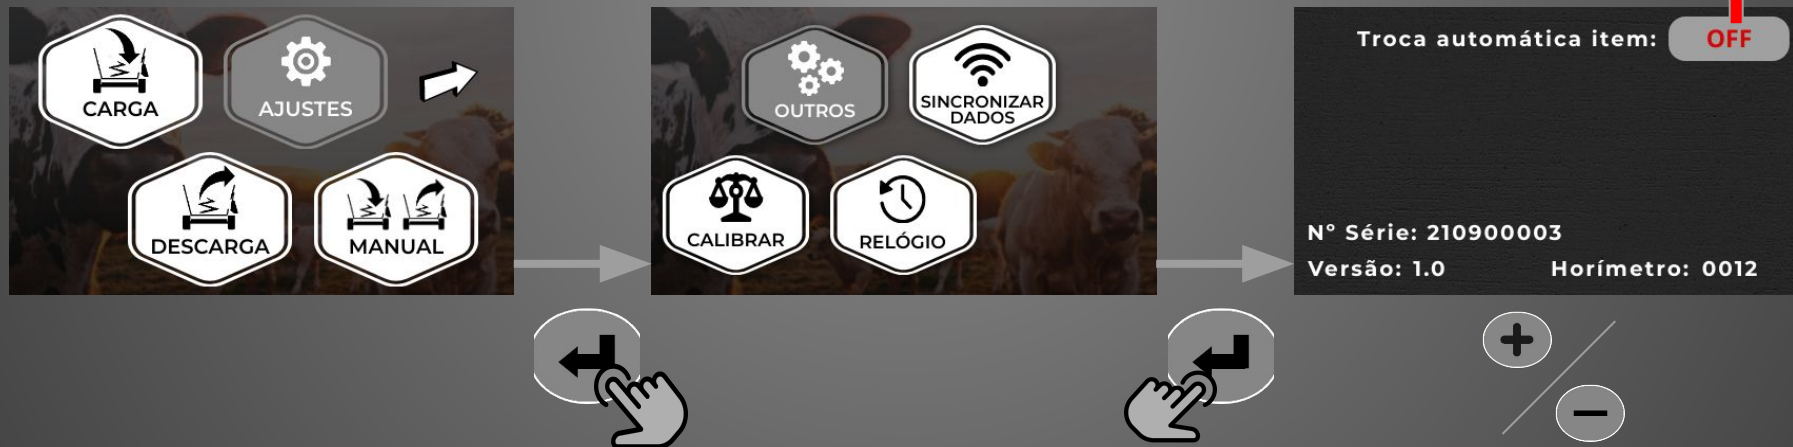 CARGA
AJUSTES
DESCARGA
MANUAL
OUTROS
SINCRONIZAR
DADOS
CALIBRAR
RELÓGIO
Troca automática item: OFF
Nº Série: 210900003
Versão: 1.0 Horímetro: 0012